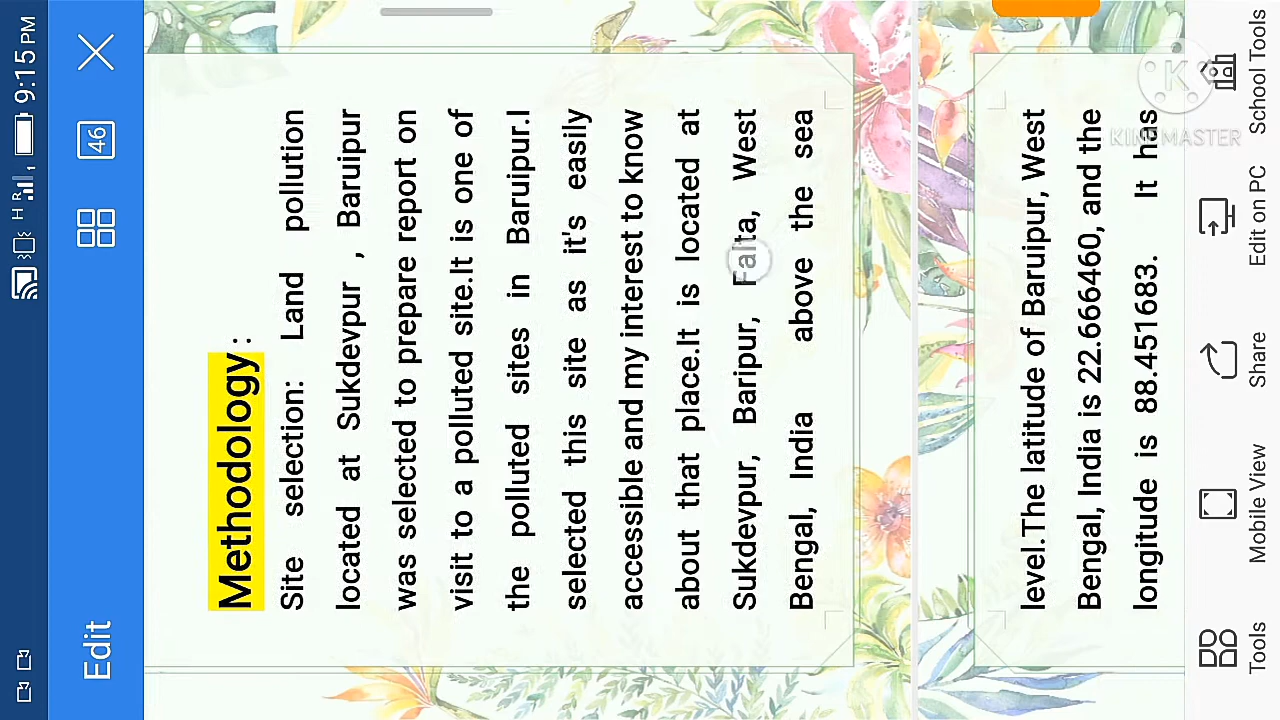 H R 1 9:15 PM
Edit
46
Methodology :
Site selection: Land pollution
located at Sukdevpur , Baruipur
was selected to prepare report on
visit to a polluted site.It is one of
the polluted sites in Baruipur.I
selected this site as it's easily
accessible and my interest to know
about that place.It is located at
Sukdevpur, Baripur, Falta, West
Bengal, India above the sea
level.The latitude of Baruipur, West
Bengal, India is 22.666460, and the
longitude is 88.451683. It has
Tools
Mobile View
Share
Edit on PC
School Tools
K
KINEMASTER